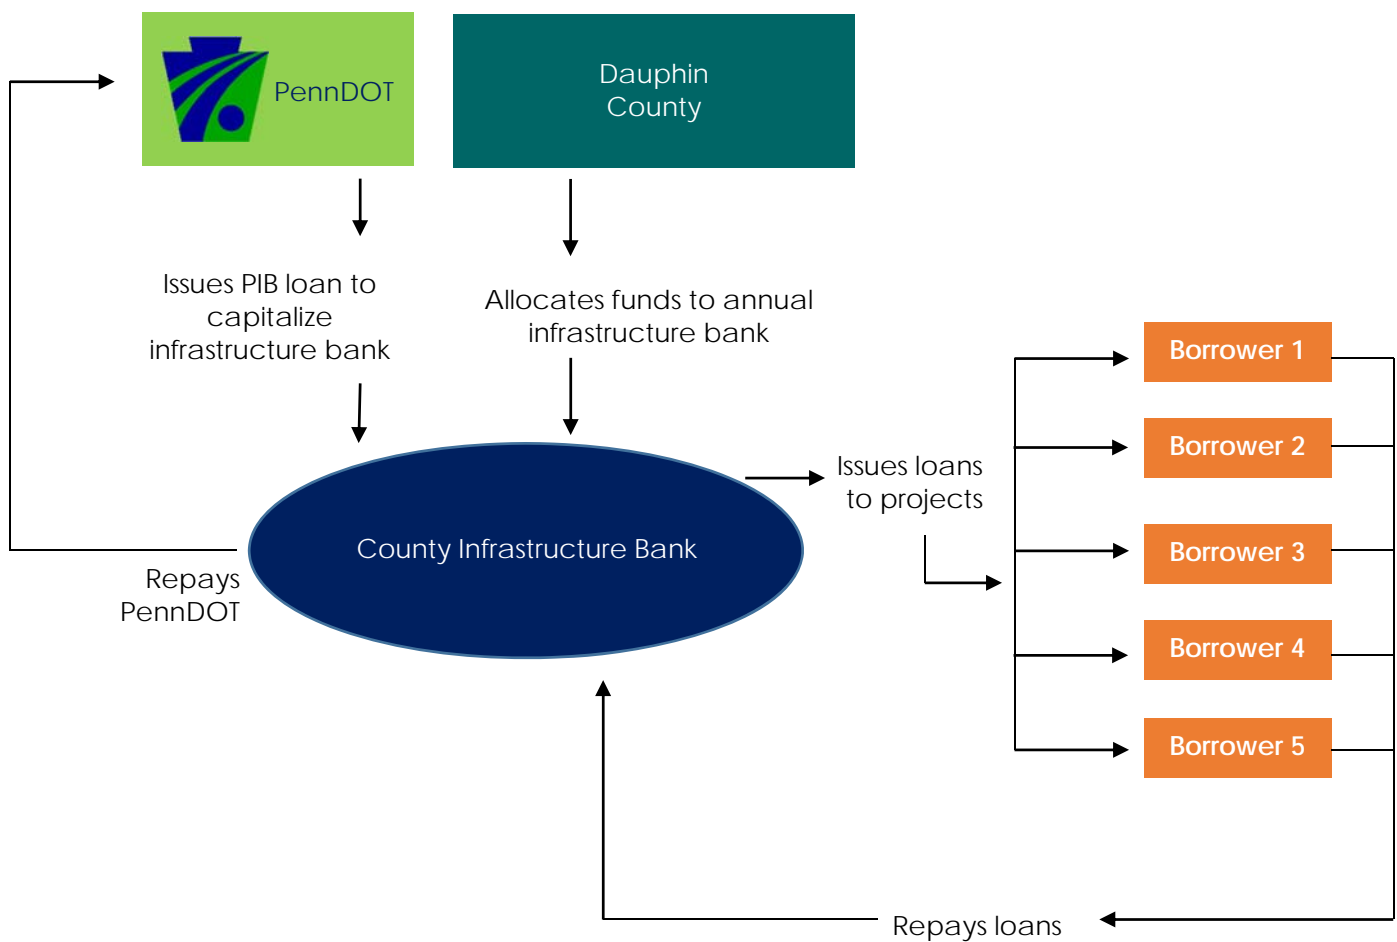 PennDOT
Dauphin
County
Issues PIB loan to
capitalize
infrastructure bank
Allocates funds to annual
infrastructure bank
County Infrastructure Bank
Repays
PennDOT
Issues loans
to projects
Borrower 1
Borrower 2
Borrower 3
Borrower 4
Borrower 5
Repays loans